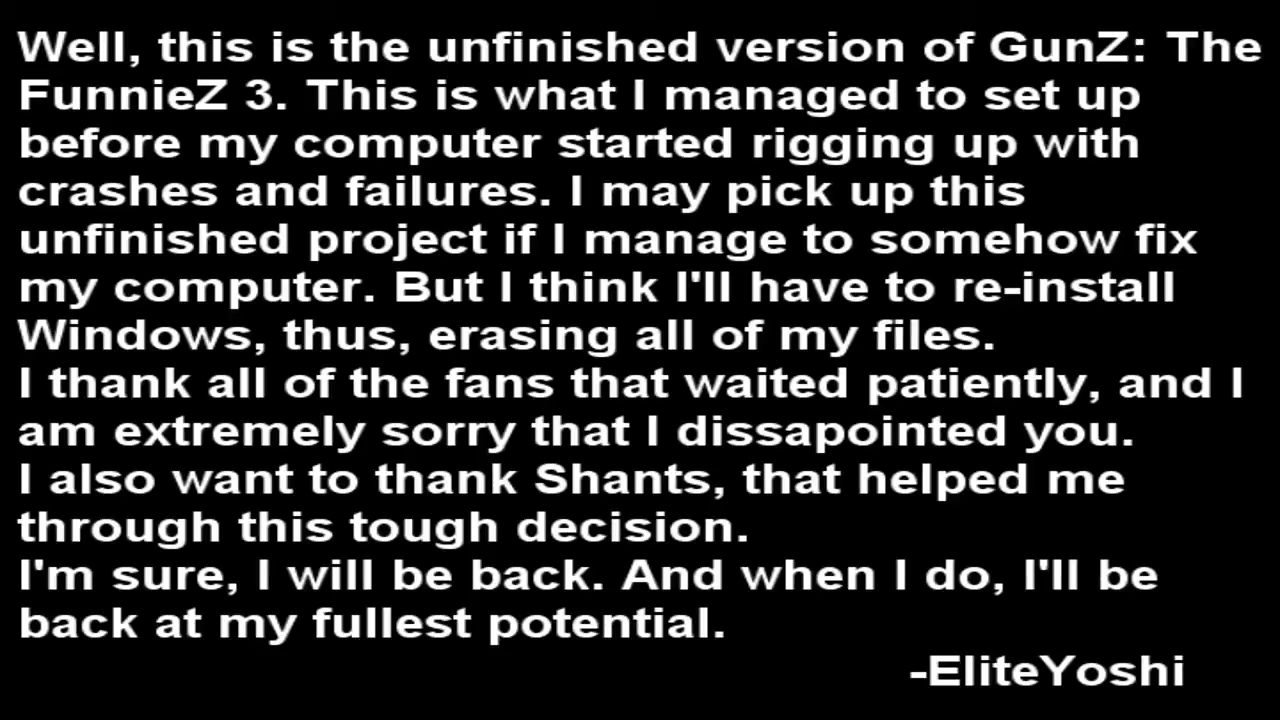 Well, this is the unfinished version of GunZ: The
FunnieZ 3. This is what I managed to set up
before my computer started rigging up with
crashes and failures. I may pick up this
unfinished project if I manage to somehow fix
my computer. But I think I'll have to re-install
Windows, thus, erasing all of my files.
I thank all of the fans that waited patiently, and I
am extremely sorry that I dissapointed you.
I also want to thank Shants, that helped me
through this tough decision.
I'm sure, I will be back. And when I do, I'll be
back at my fullest potential.
-EliteYoshi